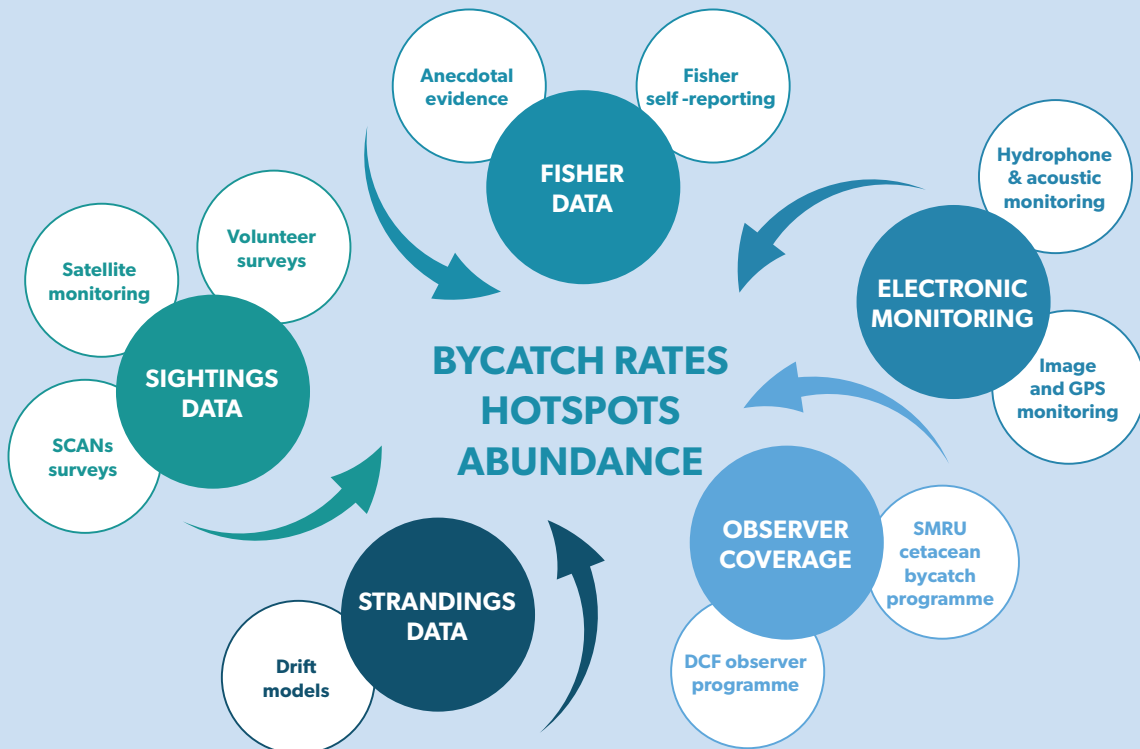 Anecdotal
evidence
Fisher
self -reporting
FISHER
DATA
Hydrophone
& acoustic
monitoring
ELECTRONIC
MONITORING
Image
and GPS
monitoring
Volunteer
surveys
Satellite
monitoring
SIGHTINGS
DATA
SCANs
surveys
BYCATCH RATES
HOTSPOTS
ABUNDANCE
OBSERVER
COVERAGE
SMRU
cetacean
bycatch
programme
DCF observer
programme
STRANDINGS
DATA
Drift
models